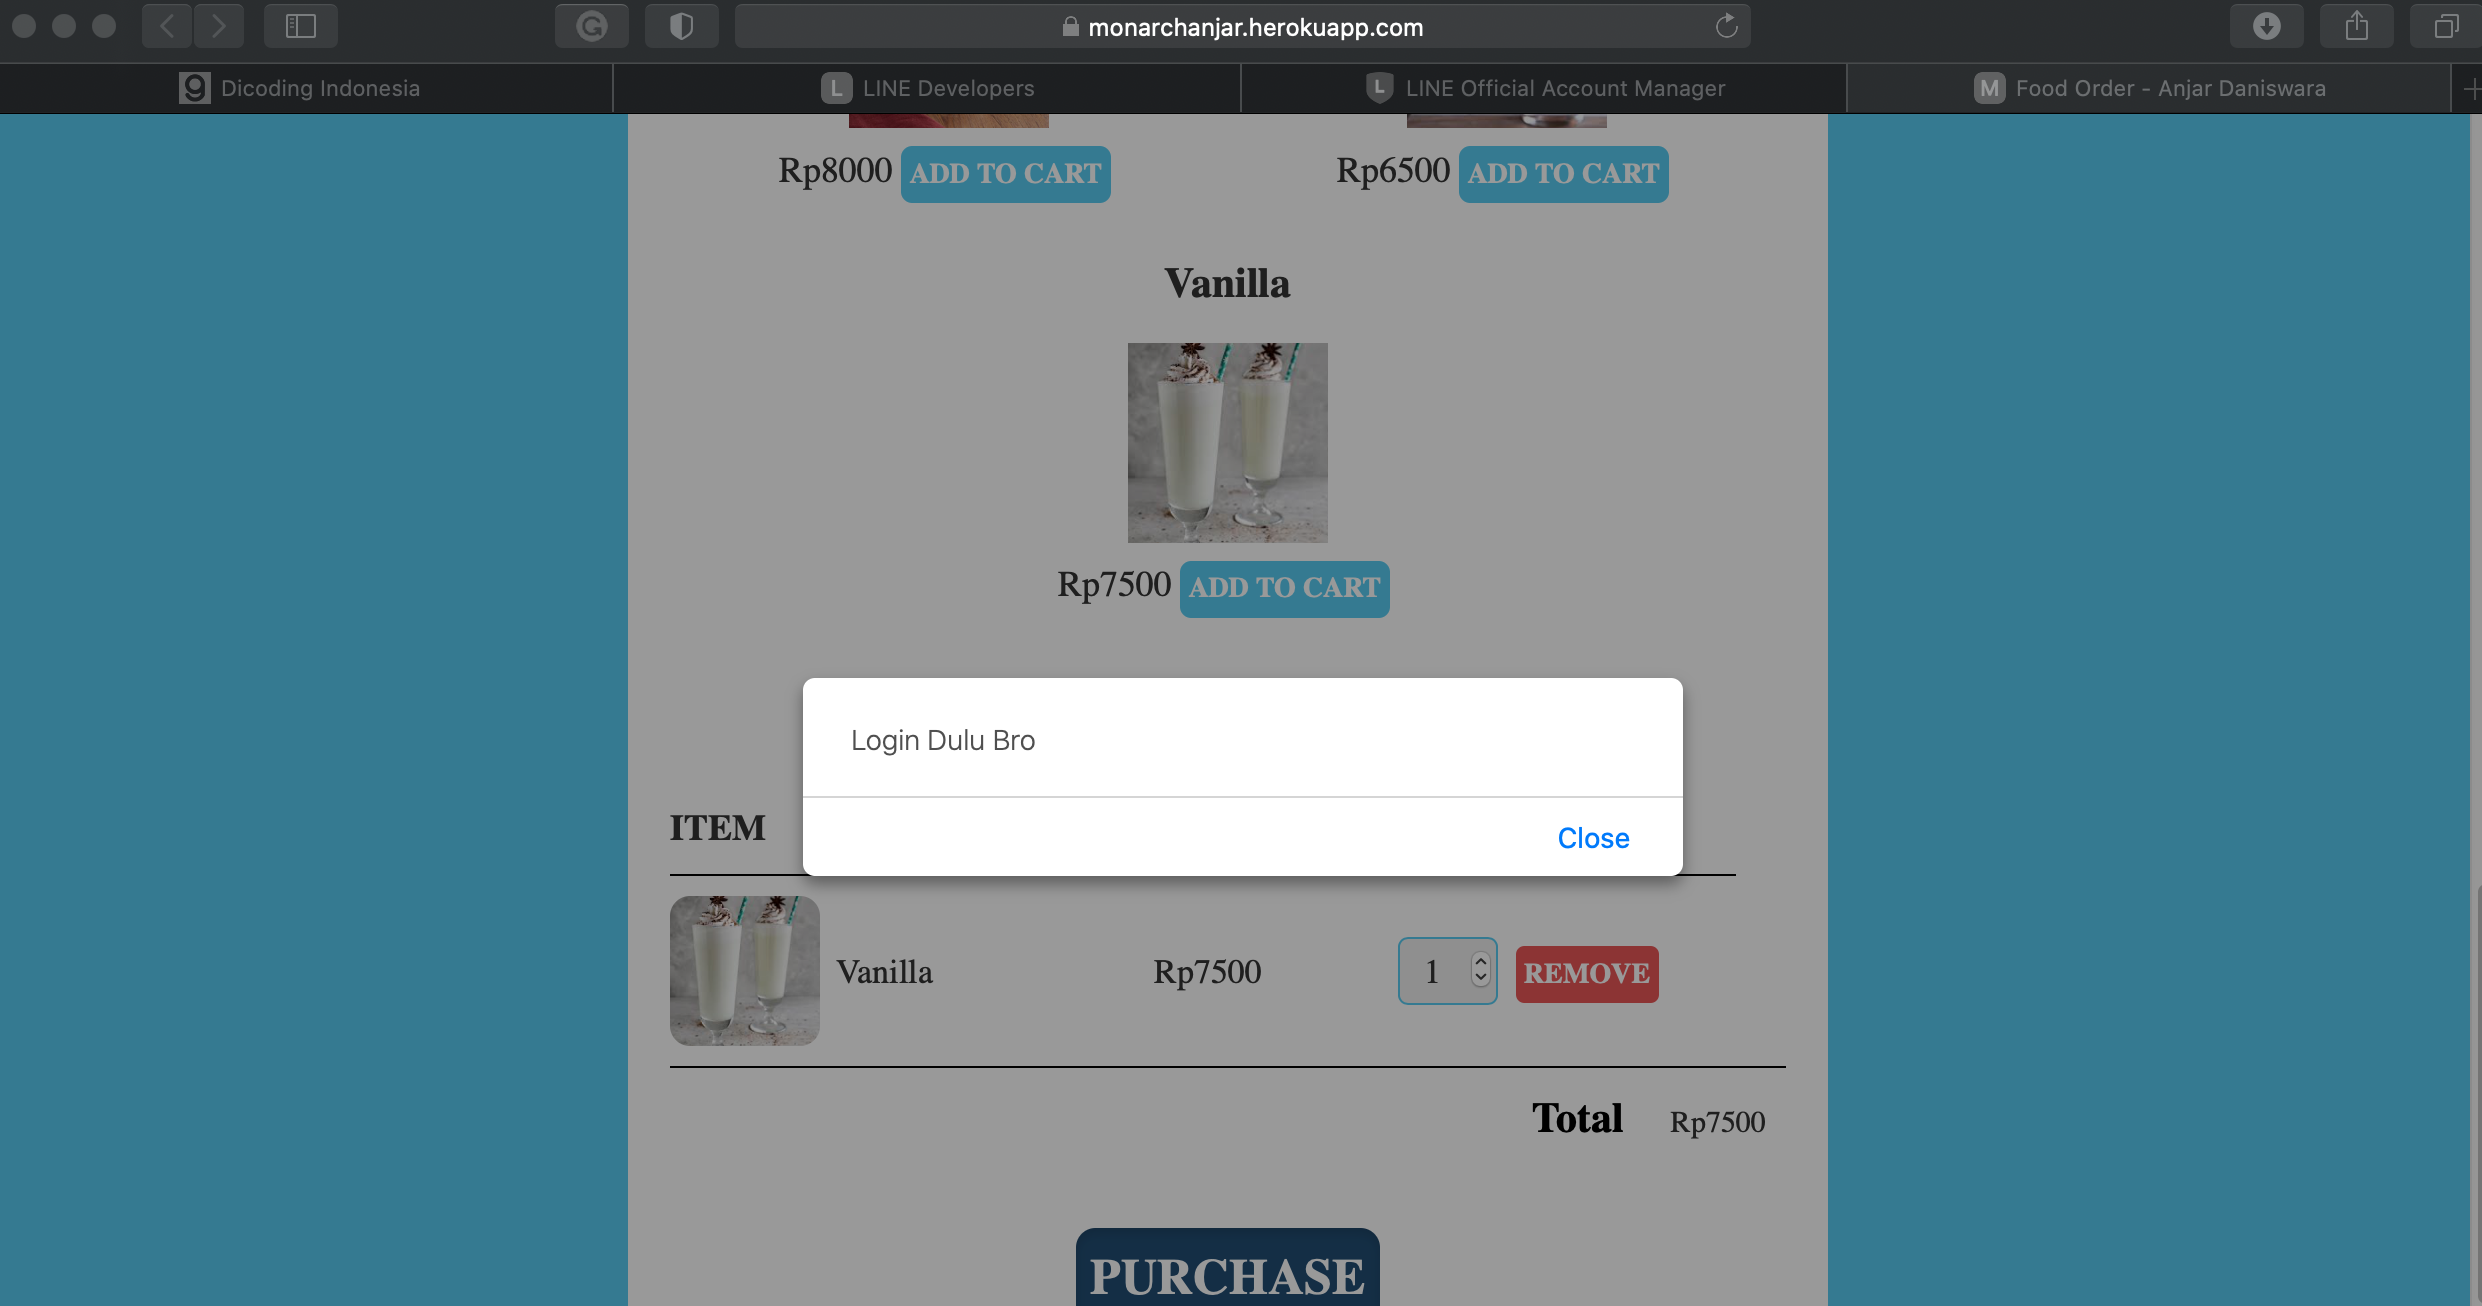 monarchanjar.herokuapp.com
Dicoding Indonesia
L LINE Developers
L LINE Official Account Manager
M Food Order - Anjar Daniswara
Rp8000 ADD TO CART
Rp6500 ADD TO CART
Vanilla
Rp7500 ADD TO CART
Login Dulu Bro
Close
ITEM
Vanilla Rp7500 1 REMOVE
Total Rp7500
PURCHASE